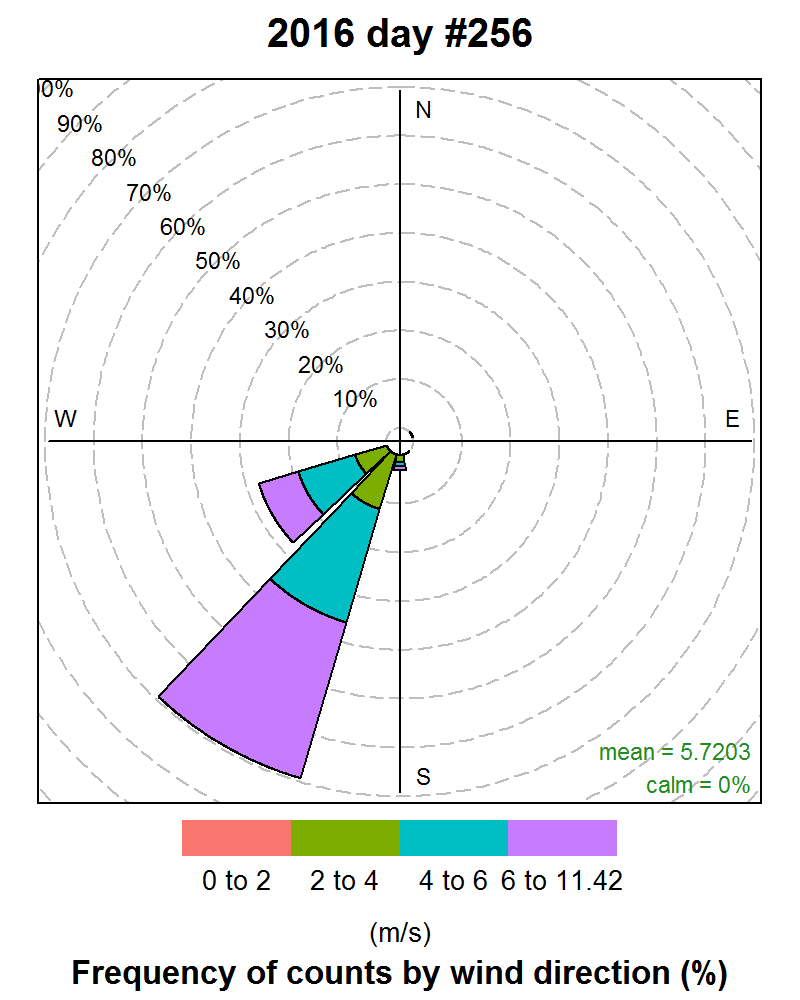 2016 day #256
0%
90%
80%
70%
60%
50%
40%
30%
20%
10%
N
W
E
S
mean = 5.7203
calm = 0%
0 to 2 2 to 4 4 to 6 6 to 11.42
(m/s)
Frequency of counts by wind direction (%)